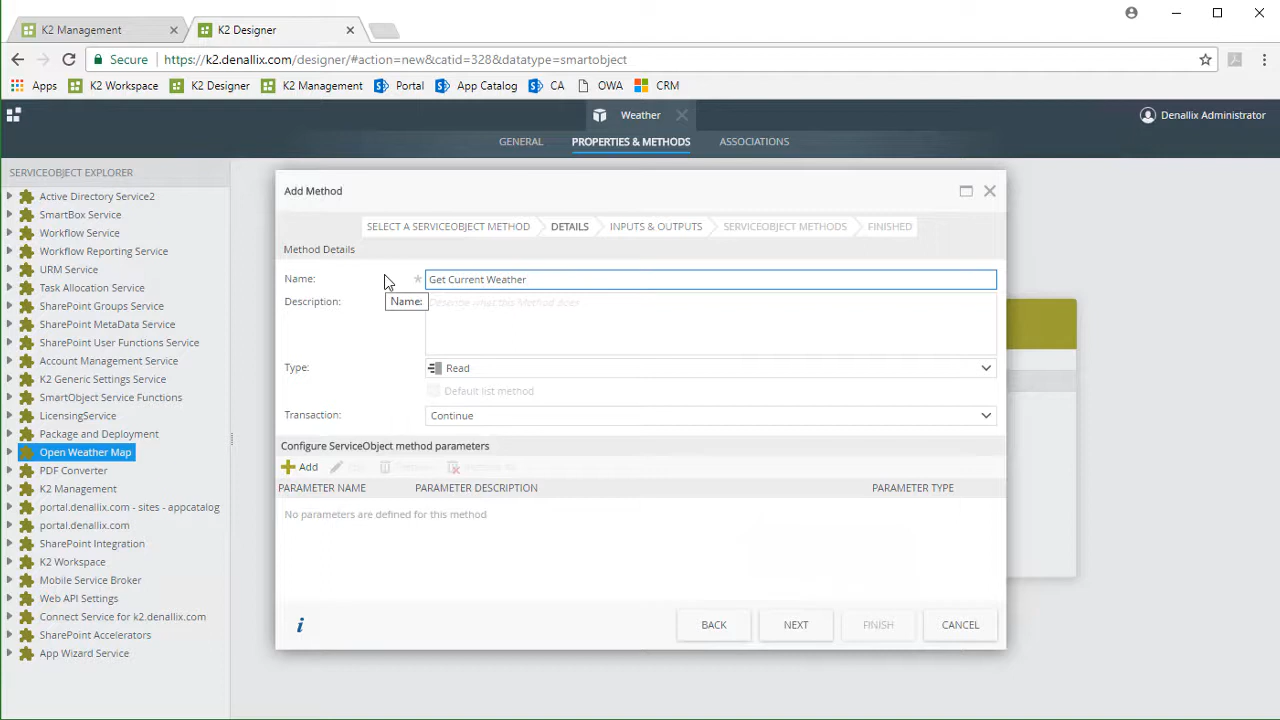 K2 Management
K2 Designer
Secure https://k2.denallix.com/designer/#action=new&catid=328&datatype=smartobject
Apps K2 Workspace K2 Designer K2 Management Portal App Catalog CA OWA CRM
Weather
Denallix Administrator
GENERAL PROPERTIES & METHODS ASSOCIATIONS
SERVICEOBJECT EXPLORER
Active Directory Service2
SmartBox Service
Workflow Service
Workflow Reporting Service
URM Service
Task Allocation Service
SharePoint Groups Service
SharePoint MetaData Service
SharePoint User Functions Service
Account Management Service
K2 Generic Settings Service
SmartObject Service Functions
LicensingService
Package and Deployment
Open Weather Map
PDF Converter
K2 Management
portal.denallix.com - sites - appcatalog
portal.denallix.com
SharePoint Integration
K2 Workspace
Mobile Service Broker
Web API Settings
Connect Service for k2.denallix.com
SharePoint Accelerators
App Wizard Service
Add Method
SELECT A SERVICEOBJECT METHOD DETAILS INPUTS & OUTPUTS SERVICEOBJECT METHODS FINISHED
Method Details
Name: * Get Current Weather
Name:
Description: Describe what this Method does
Type: Read
Default list method
Transaction: Continue
Configure ServiceObject method parameters
Add
PARAMETER NAME PARAMETER DESCRIPTION PARAMETER TYPE
No parameters are defined for this method
i BACK NEXT FINISH CANCEL